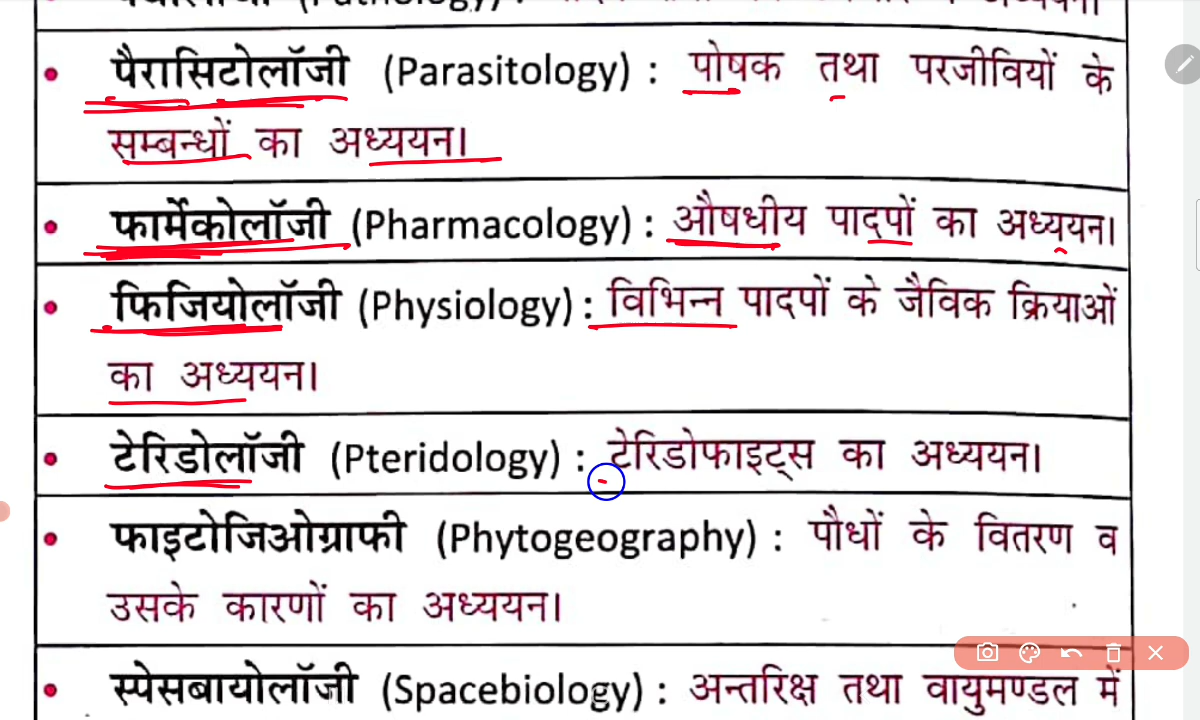 • पैरासिटोलॉजी (Parasitology) : पोषक तथा परजीवियों के
सम्बन्धों का अध्ययन।
• फार्मेकोलॉजी (Pharmacology) : औषधीय पादपों का अध्ययन।
• फिजियोलॉजी (Physiology) : विभिन्न पादपों के जैविक क्रियाओं
का अध्ययन।
• टेरिडोलॉजी (Pteridology) : टेरिडोफाइट्स का अध्ययन।
• फाइटोजिओग्राफी (Phytogeography) : पौधों के वितरण व
उसके कारणों का अध्ययन।
• स्पेसबायोलॉजी (Spacebiology) : अन्तरिक्ष तथा वायुमण्डल में